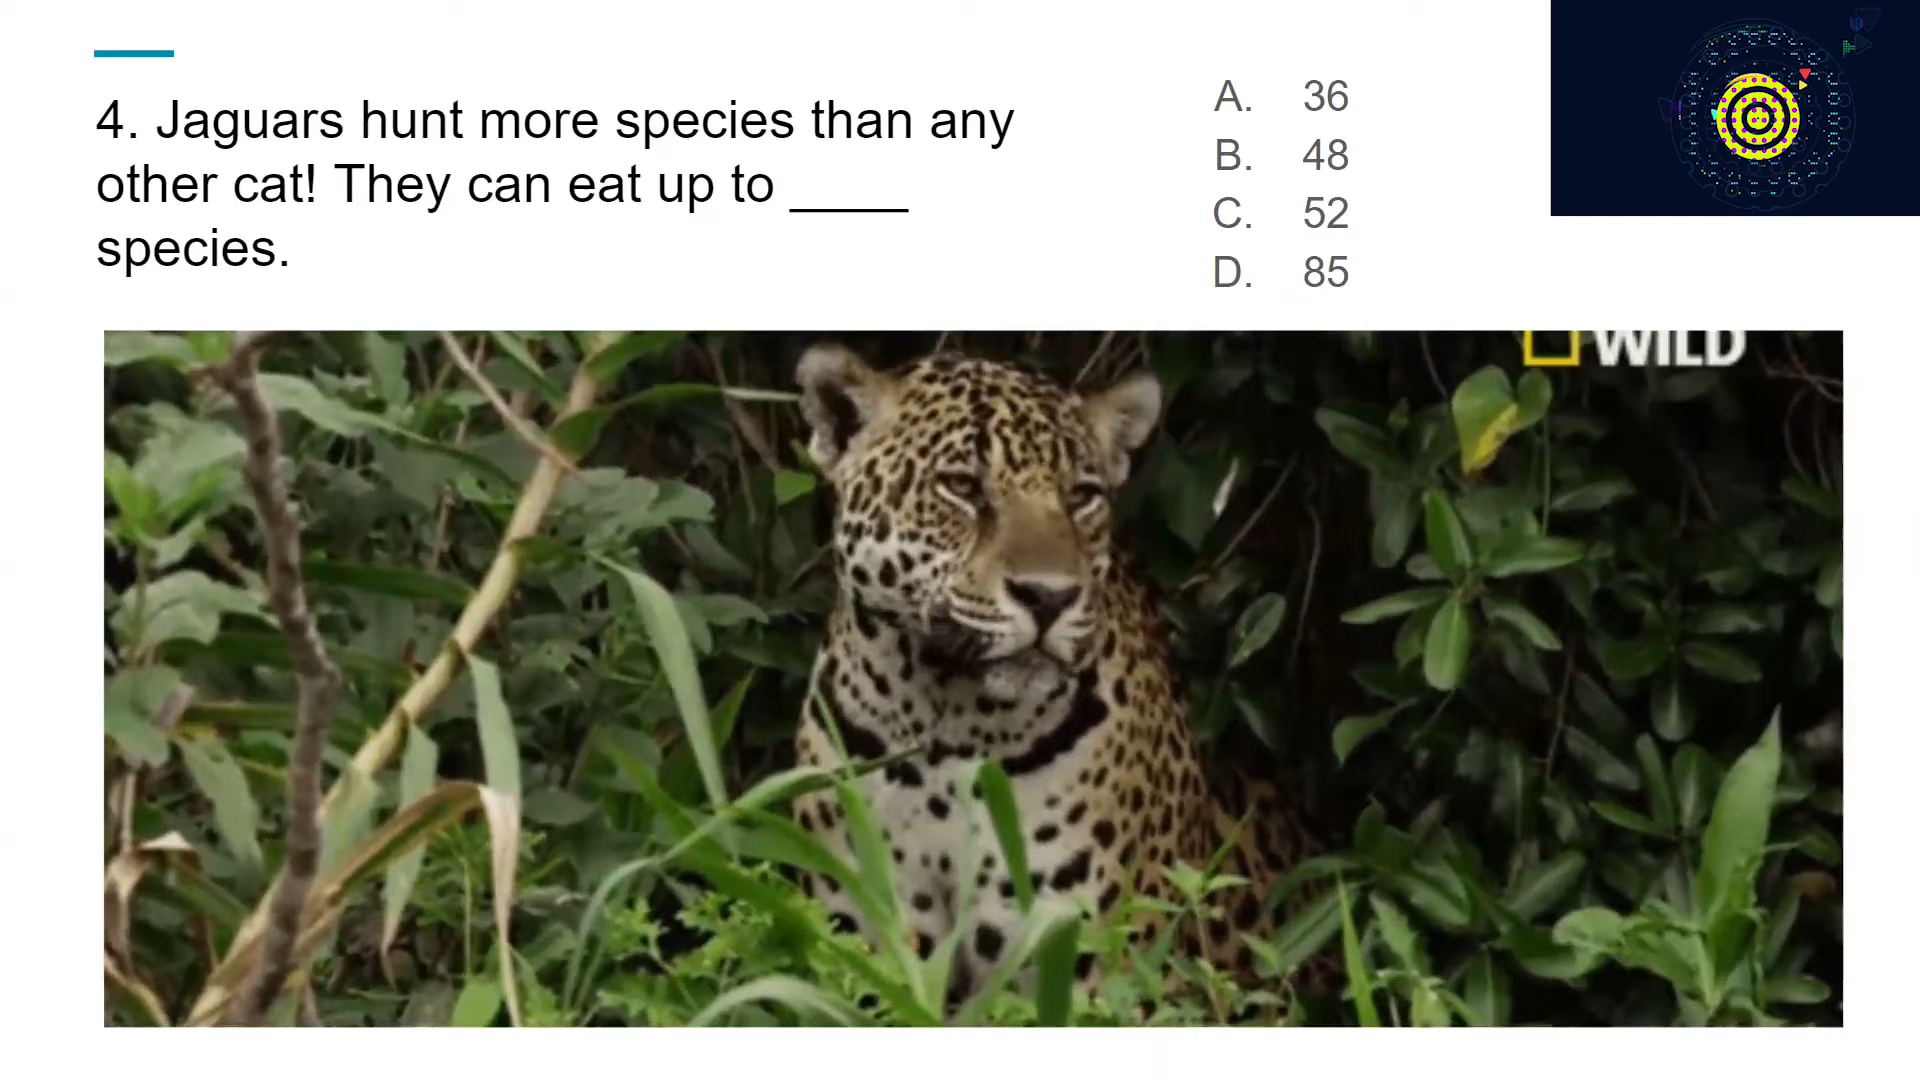 4. Jaguars hunt more species than any
other cat! They can eat up to ____
species.
A. 36
B. 48
C. 52
D. 85
WILD